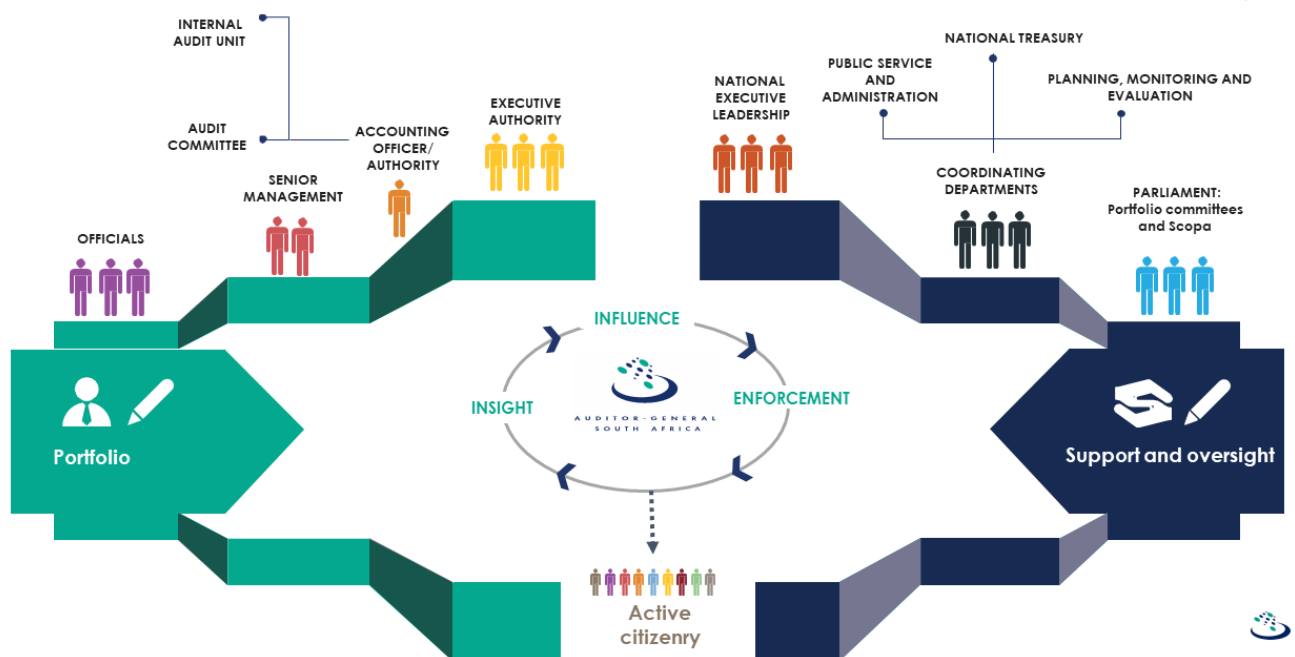 INTERNAL
AUDIT UNIT
AUDIT
COMMITTEE
ACCOUNTING
OFFICER/
AUTHORITY
EXECUTIVE
AUTHORITY
SENIOR
MANAGEMENT
OFFICIALS
NATIONAL
EXECUTIVE
LEADERSHIP
PUBLIC SERVICE
AND
ADMINISTRATION
NATIONAL TREASURY
PLANNING, MONITORING AND
EVALUATION
COORDINATING
DEPARTMENTS
PARLIAMENT:
Portfolio committees
and Scopa
Portfolio
INFLUENCE
INSIGHT
ENFORCEMENT
AUDITOR-GENERAL
SOUTH AFRICA
Support and oversight
Active
citizenry